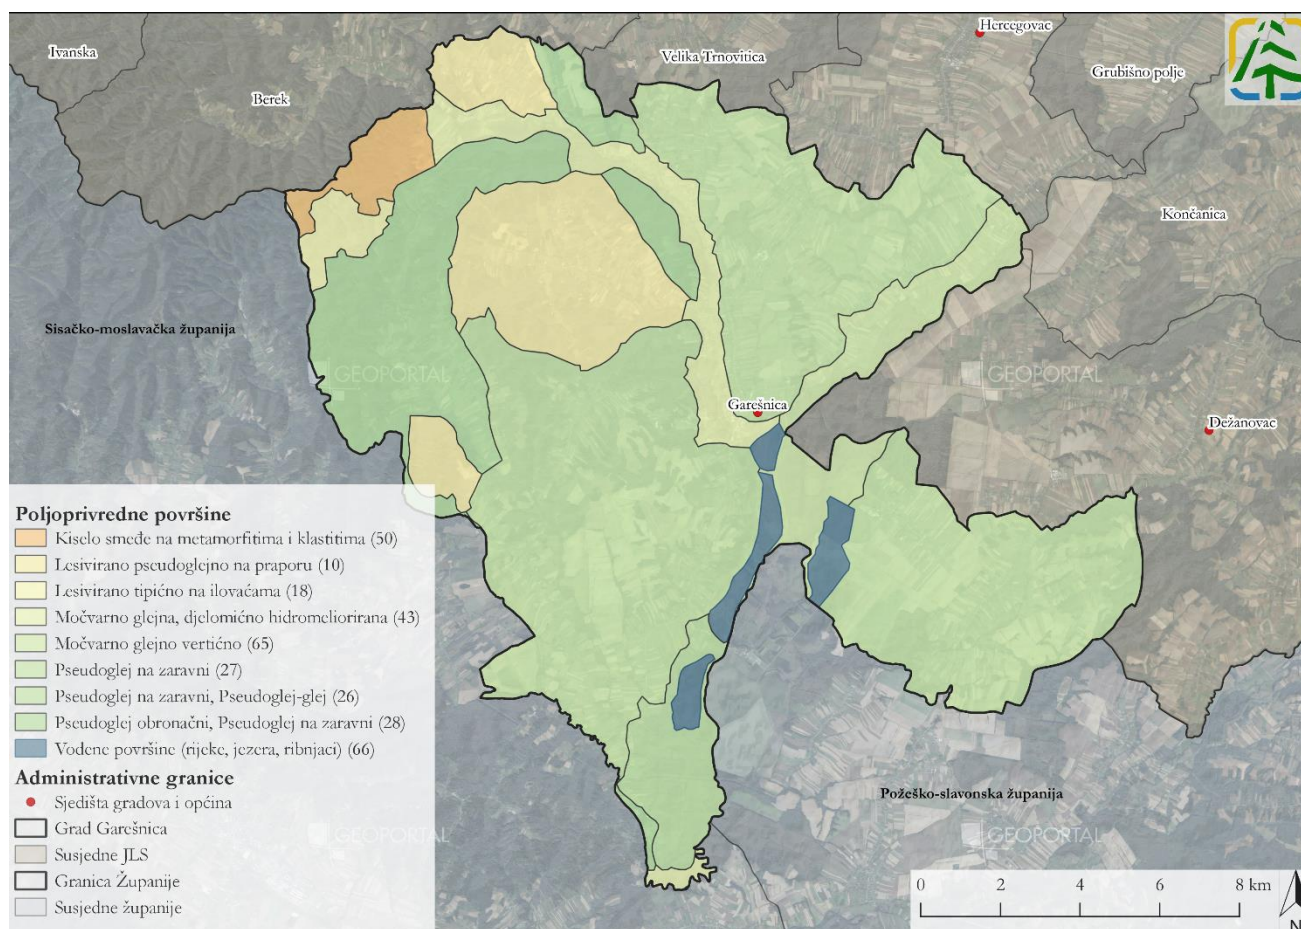 Hercegovac
Ivanska
Velika Trnovitica
Grubišno polje
Berek
Končanica
Sisačko-moslavačka županija
GEOPORTAL
GEOPORTAL
Garešnica
Dežanovac
Poljoprivredne površine
Kiselo smeđe na metamorfitima i klastitima (50)
Lesivirano pseudoglejno na praporu (10)
Lesivirano tipićno na ilovaćama (18)
Močvarno glejna, djelomićno hidromeliorirana (43)
Močvarno glejno vertićno (65)
Pseudoglej na zaravni (27)
Pseudoglej na zaravni, Pseudoglej-glej (26)
Pseudoglej obronačni, Pseudoglej na zaravni (28)
Vodene površine (rijeke, jezera, ribnjaci) (66)
Administrativne granice
Sjedišta gradova i općina
Požeško-slavonska županija
Grad Garešnica
GEOPORTAL
GEOPORTAL
Susjedne JLS
Granica Županije
Susjedne županije
0 2 4 6 8 km
N